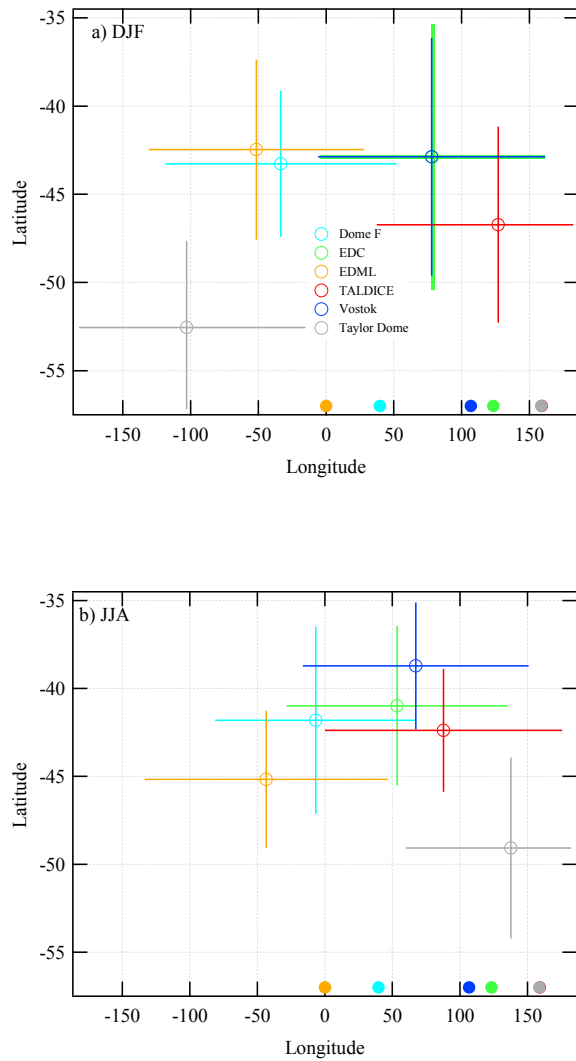 -35
a) DJF
-40
-45
-50
-55
Latitude
Dome F
EDC
EDML
TALDICE
Vostok
Taylor Dome
-150 -100 -50 0 50 100 150
Longitude
-35
b) JJA
-40
-45
-50
-55
Latitude
-150 -100 -50 0 50 100 150
Longitude